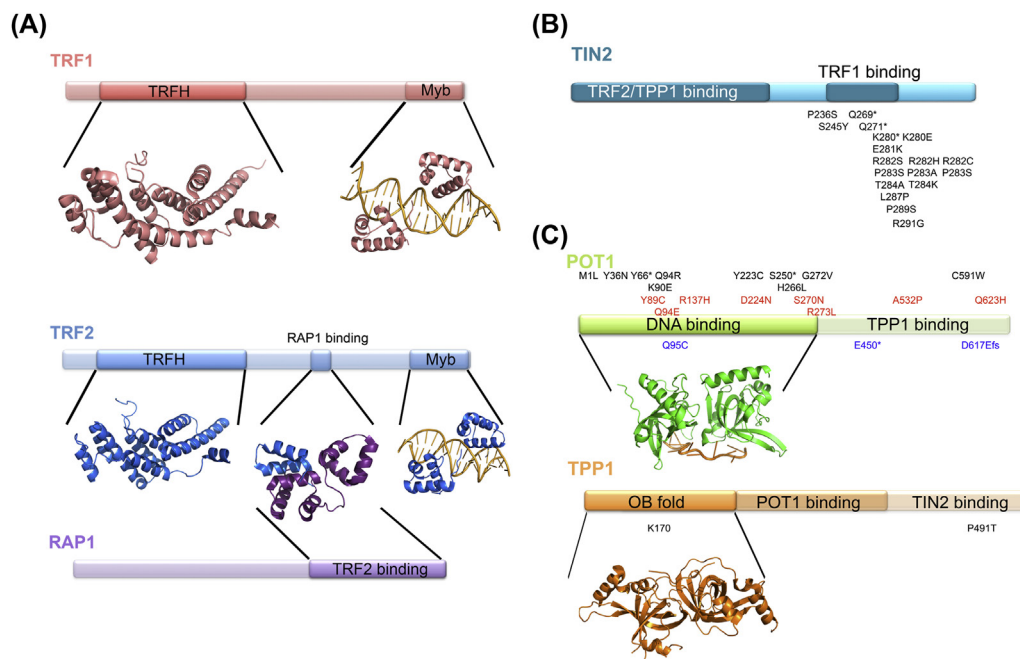 (A)
TRF1
TRFH
Myb
TRF2
RAP1 binding
TRFH
Myb
RAP1
TRF2 binding
(B)
TIN2
TRF1 binding
TRF2/TPP1 binding
P236S Q269*
S245Y Q271*
K280* K280E
E281K
R282S R282H R282C
P283S P283A P283S
T284A T284K
L287P
P289S
R291G
(C)
POT1
M1L Y36N Y66* Q94R Y223C S250* G272V C591W
K90E H266L
Y89C R137H D224N S270N A532P Q623H
Q94E R273L
DNA binding TPP1 binding
Q95C E450* D617Efs
TPP1
OB fold POT1 binding TIN2 binding
K170 P491T